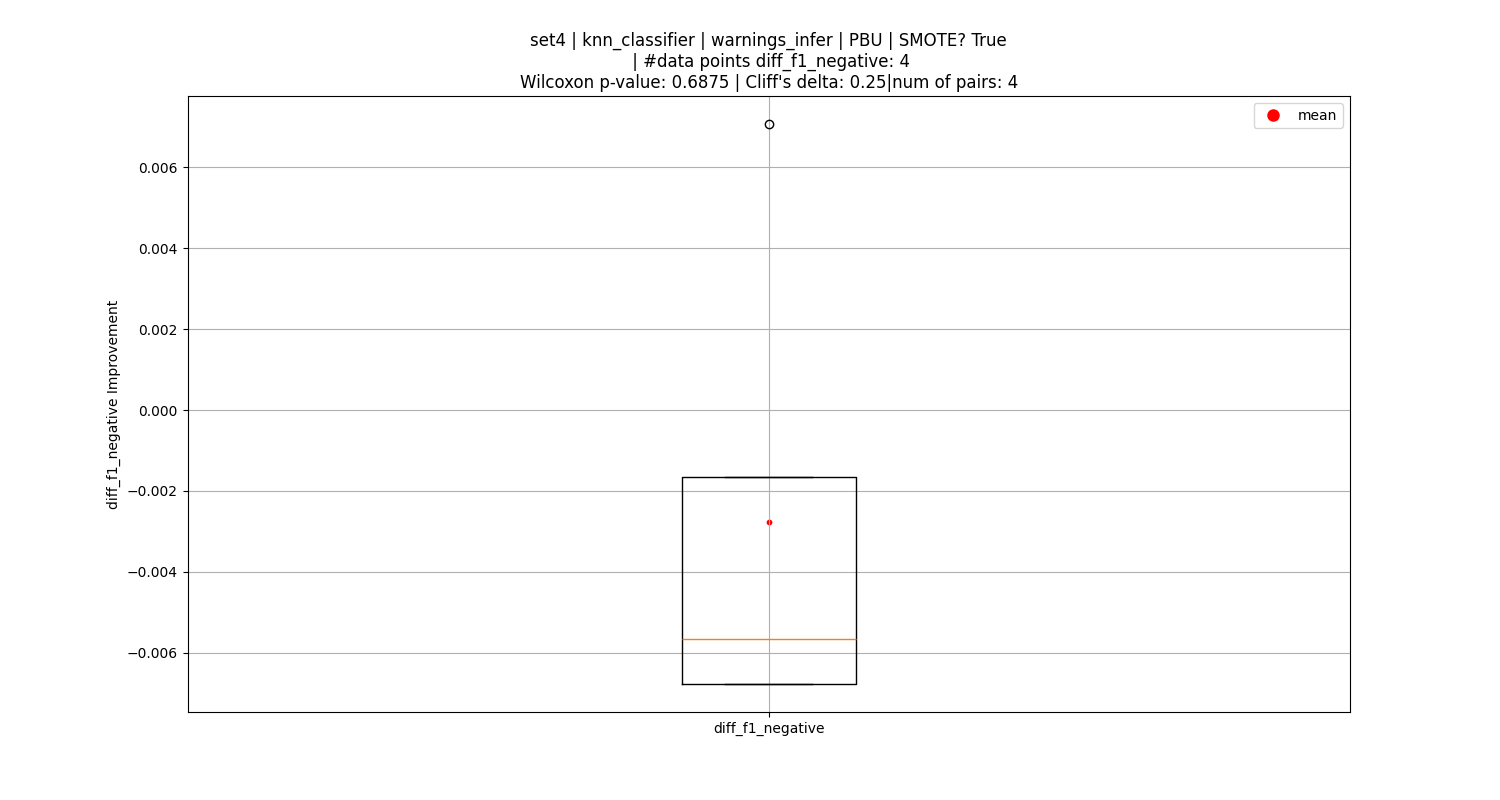 set4 | knn_classifier | warnings_infer | PBU | SMOTE? True
| #data points diff_f1_negative: 4
Wilcoxon p-value: 0.6875 | Cliff's delta: 0.25|num of pairs: 4
mean
0.006
0.004
0.002
0.000
−0.002
−0.004
−0.006
diff_f1_negative Improvement
diff_f1_negative